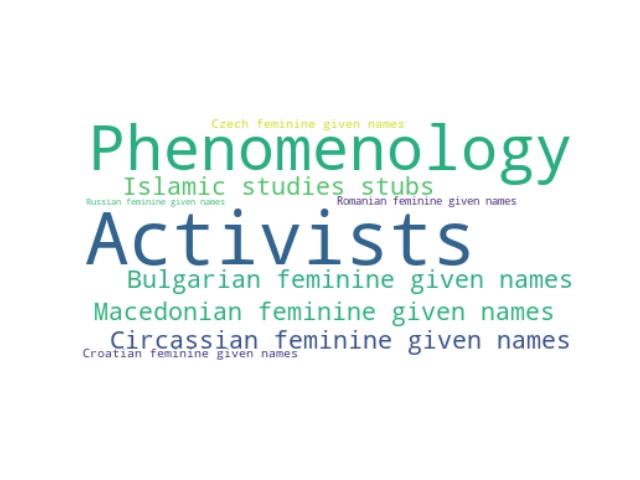 Czech feminine given names
Phenomenology
Islamic studies stubs
Russian feminine given names
Romanian feminine given names
Activists
Bulgarian feminine given names
Macedonian feminine given names
Circassian feminine given names
Croatian feminine given names